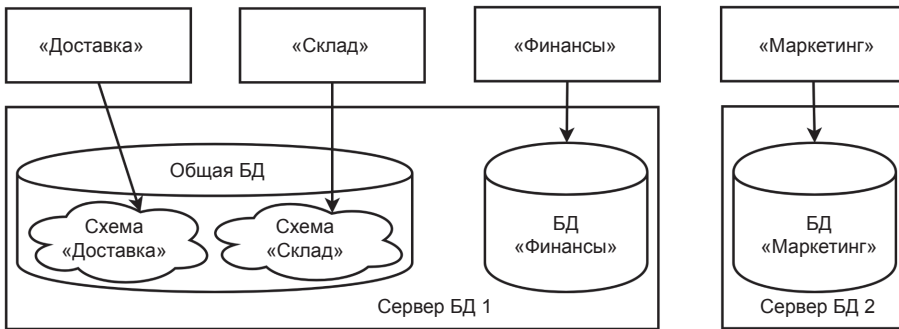 «Доставка»
«Склад»
«Финансы»
«Маркетинг»
Общая БД
Схема
«Доставка»
Схема
«Склад»
БД
«Финансы»
БД
«Маркетинг»
Сервер БД 1
Сервер БД 2